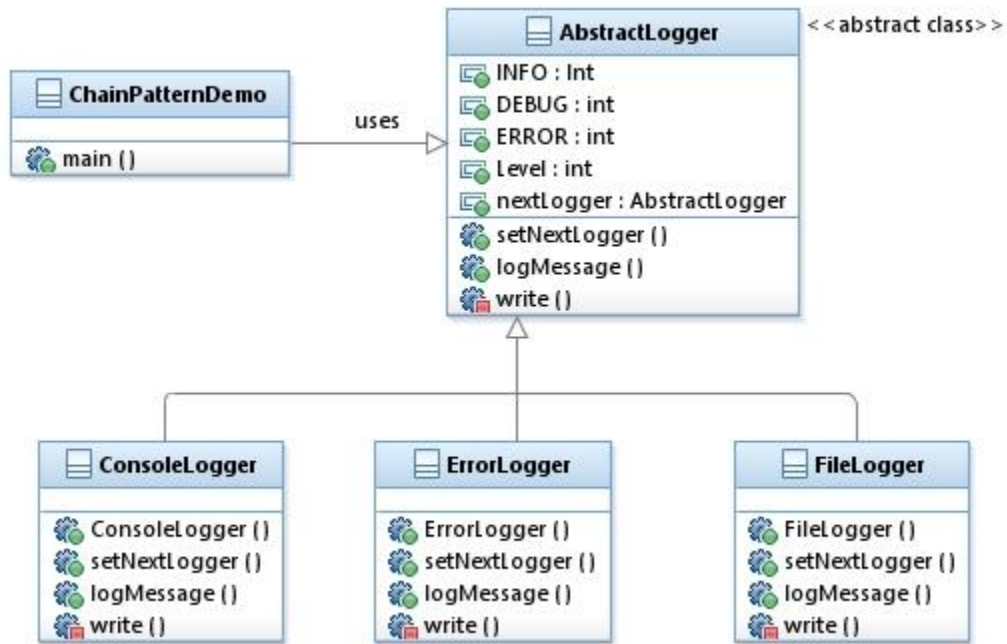 AbstractLogger
<<abstract class>>
INFO : Int
DEBUG : int
ERROR : int
Level : int
nextLogger : AbstractLogger
setNextLogger ()
logMessage ()
write ()
ChainPatternDemo
main ()
uses
ConsoleLogger
ConsoleLogger ()
setNextLogger ()
logMessage ()
write ()
ErrorLogger
ErrorLogger ()
setNextLogger ()
logMessage ()
write ()
FileLogger
FileLogger ()
setNextLogger ()
logMessage ()
write ()